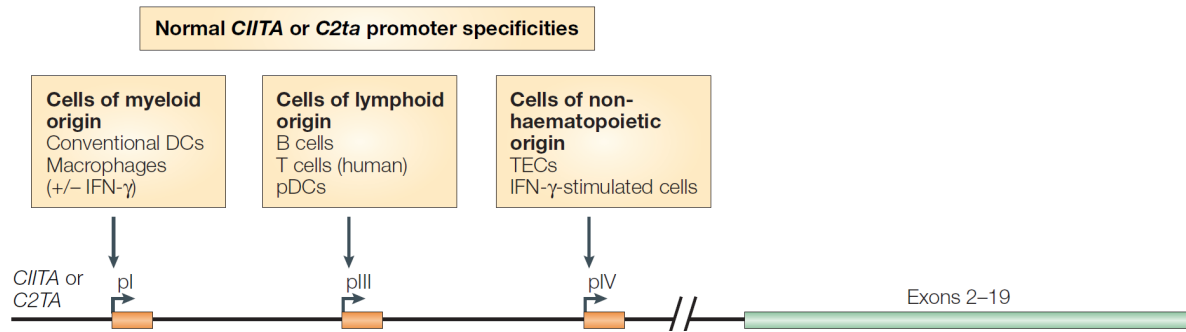 Normal CIITA or C2ta promoter specificities
Cells of myeloid
origin
Conventional DCs
Macrophages
(+/– IFN-γ)
Cells of lymphoid
origin
B cells
T cells (human)
pDCs
Cells of non-
haematopoietic
origin
TECs
IFN-γ-stimulated cells
CIITA or
C2TA
pI
pIII
pIV
Exons 2–19